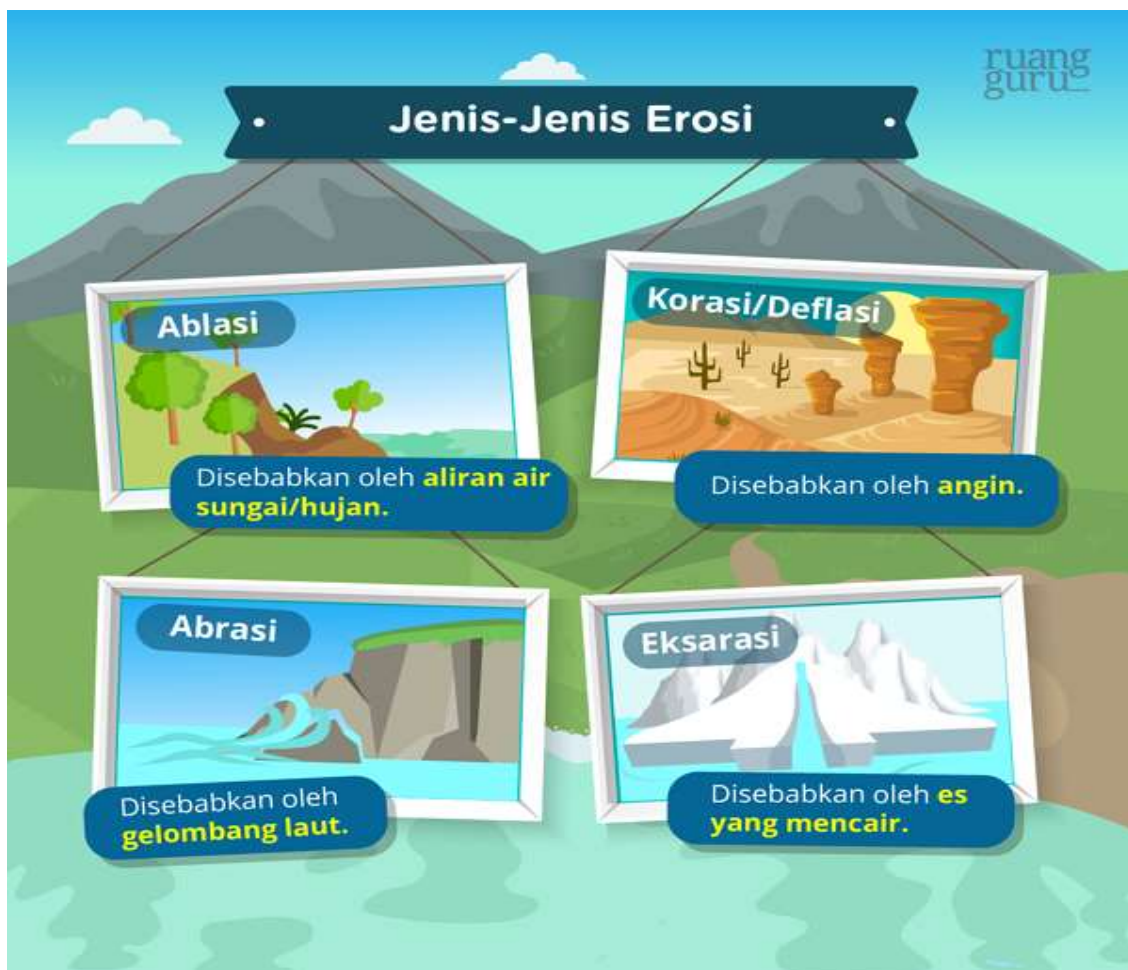 ruang
guru
Jenis-Jenis Erosi
Ablasi
Disebabkan oleh aliran air
sungai/hujan.
Korasi/Deflasi
Disebabkan oleh angin.
Abrasi
Disebabkan oleh
gelombang laut.
Eksarasi
Disebabkan oleh es
yang mencair.